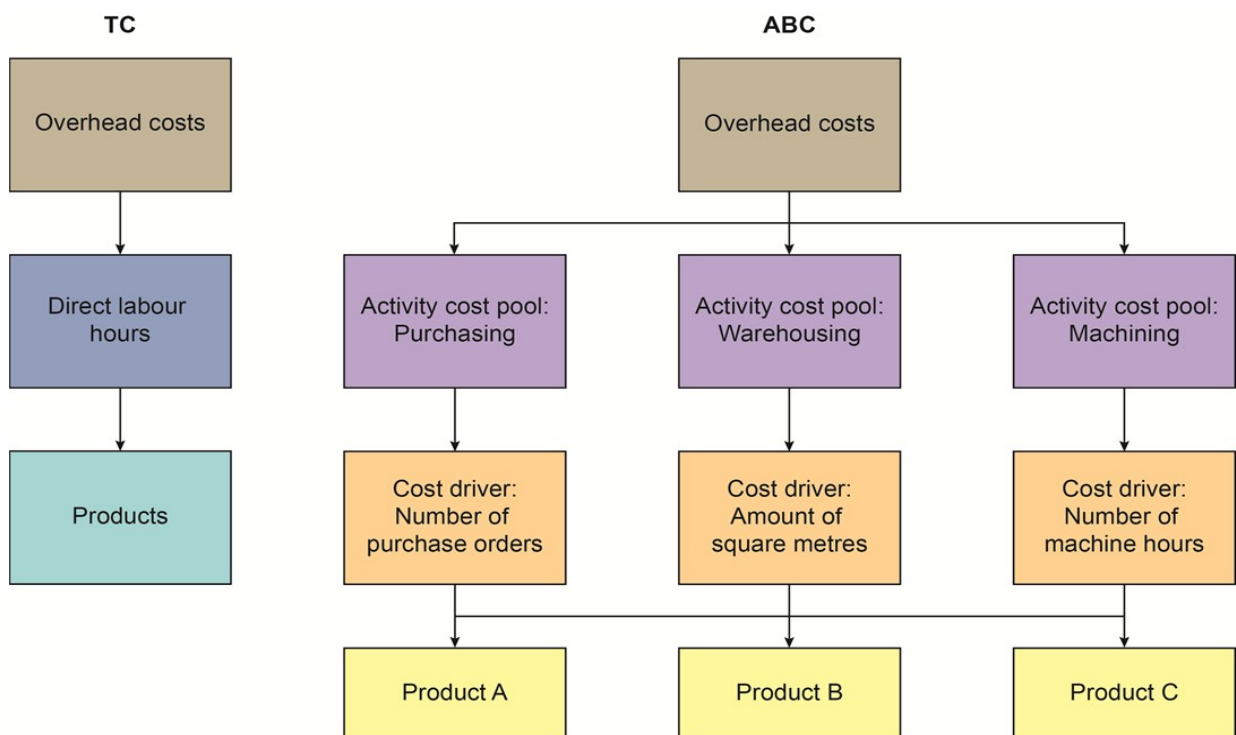 TC
ABC
Overhead costs
Overhead costs
Direct labour
hours
Activity cost pool:
Purchasing
Activity cost pool:
Warehousing
Activity cost pool:
Machining
Products
Cost driver:
Number of
purchase orders
Cost driver:
Amount of
square metres
Cost driver:
Number of
machine hours
Product A
Product B
Product C